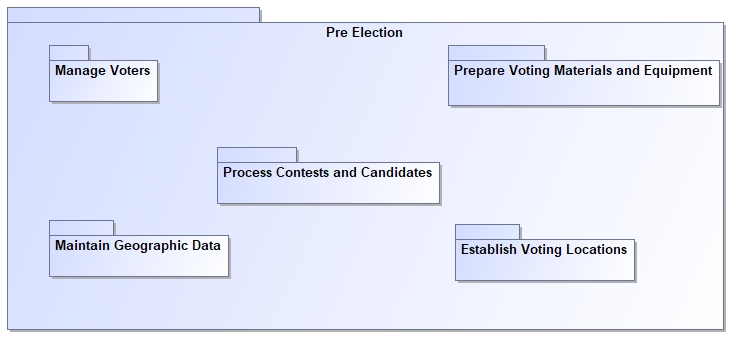 Pre Election
Manage Voters
Prepare Voting Materials and Equipment
Process Contests and Candidates
Maintain Geographic Data
Establish Voting Locations